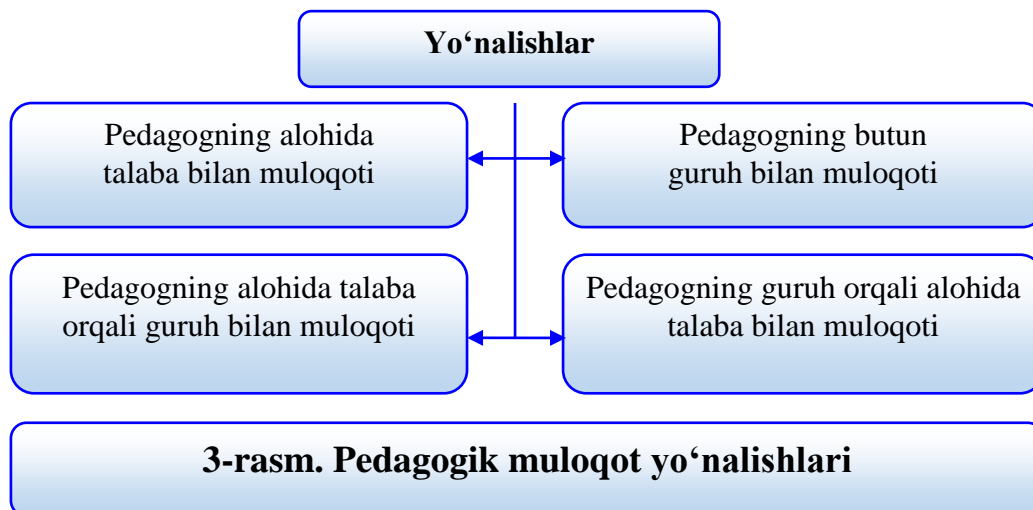 Yo‘nalishlar
Pedagogning alohida
talaba bilan muloqoti
Pedagogning butun
guruh bilan muloqoti
Pedagogning alohida talaba
orqali guruh bilan muloqoti
Pedagogning guruh orqali alohida
talaba bilan muloqoti
3-rasm. Pedagogik muloqot yo‘nalishlari